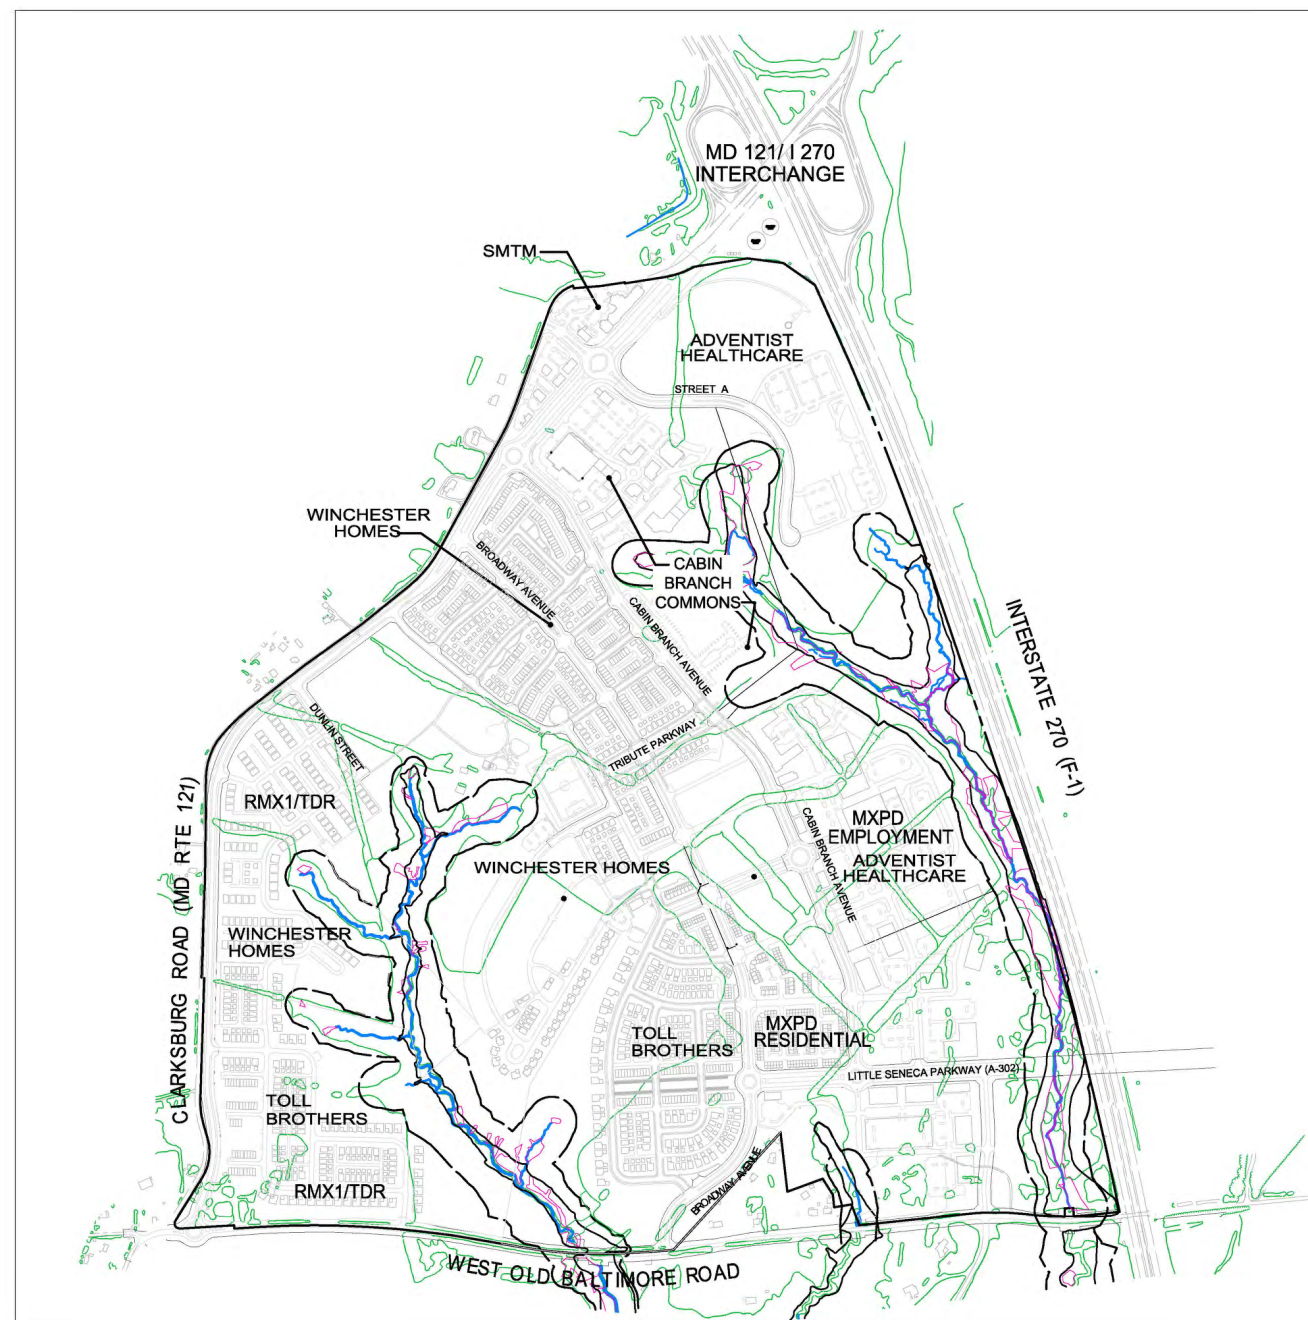 MD 121/ I 270
INTERCHANGE
SMTM
ADVENTIST
HEALTHCARE
STREET A
WINCHESTER
HOMES
BROADWAY AVENUE
CABIN
BRANCH
COMMONS
CABIN BRANCH AVENUE
INTERSTATE 270 (F-1)
DUNLIN STREET
TRIBUTE PARKWAY
RMX1/TDR
CLARKSBURG ROAD (MD RTE 121)
MXPD
EMPLOYMENT
ADVENTIST
HEALTHCARE
CABIN BRANCH AVENUE
WINCHESTER HOMES
WINCHESTER
HOMES
TOLL
BROTHERS
MXPD
RESIDENTIAL
LITTLE SENECA PARKWAY (A-302)
TOLL
BROTHERS
RMX1/TDR
BROADWAY AVENUE
WEST OLD BALTIMORE ROAD